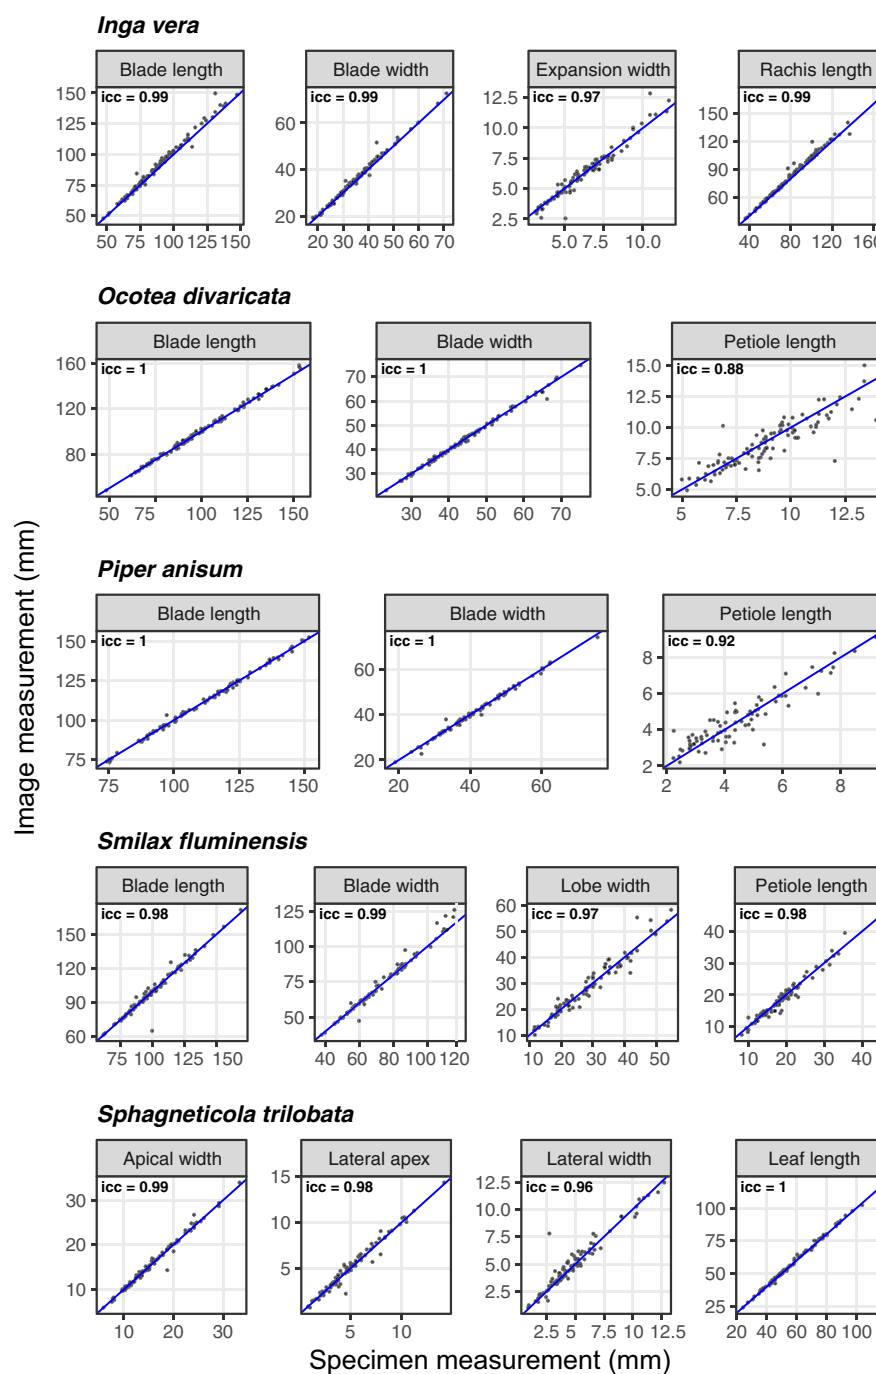 Inga vera
Blade length Blade width Expansion width Rachis length
icc = 0.99 icc = 0.99 icc = 0.97 icc = 0.99
150 125 100 75 50
60 40 20
12.5 10.0 7.5 5.0 2.5
150 120 90 60
50 75 100 125 150 20 30 40 50 60 70 5.0 7.5 10.0 40 80 120 160
Ocotea divaricata
Blade length Blade width Petiole length
icc = 1 icc = 1 icc = 0.88
160 120 80
70 60 50 40 30
15.0 12.5 10.0 7.5 5.0
50 75 100 125 150 30 40 50 60 70 5 7.5 10 12.5
Piper anisum
Blade length Blade width Petiole length
icc = 1 icc = 1 icc = 0.92
150 125 100 75
60 40 20
8 6 4 2
75 100 125 150 20 40 60 2 4 6 8
Smilax fluminensis
Blade length Blade width Lobe width Petiole length
icc = 0.98 icc = 0.99 icc = 0.97 icc = 0.98
150 120 90 60
125 100 75 50
60 50 40 30 20 10
40 30 20 10
75 100 125 160 40 60 80 100 120 10 20 30 40 50 10 20 30 40
Sphagneticola trilobata
Apical width Lateral apex Lateral width Leaf length
icc = 0.99 icc = 0.98 icc = 0.96 icc = 1
30 20 10
15 10 5
12.5 10.0 7.5 5.0 2.5
100 75 50 25
10 20 30 5 10 2.5 5 7.5 10 12.5 20 40 60 80 100
Image measurement (mm)
Specimen measurement (mm)